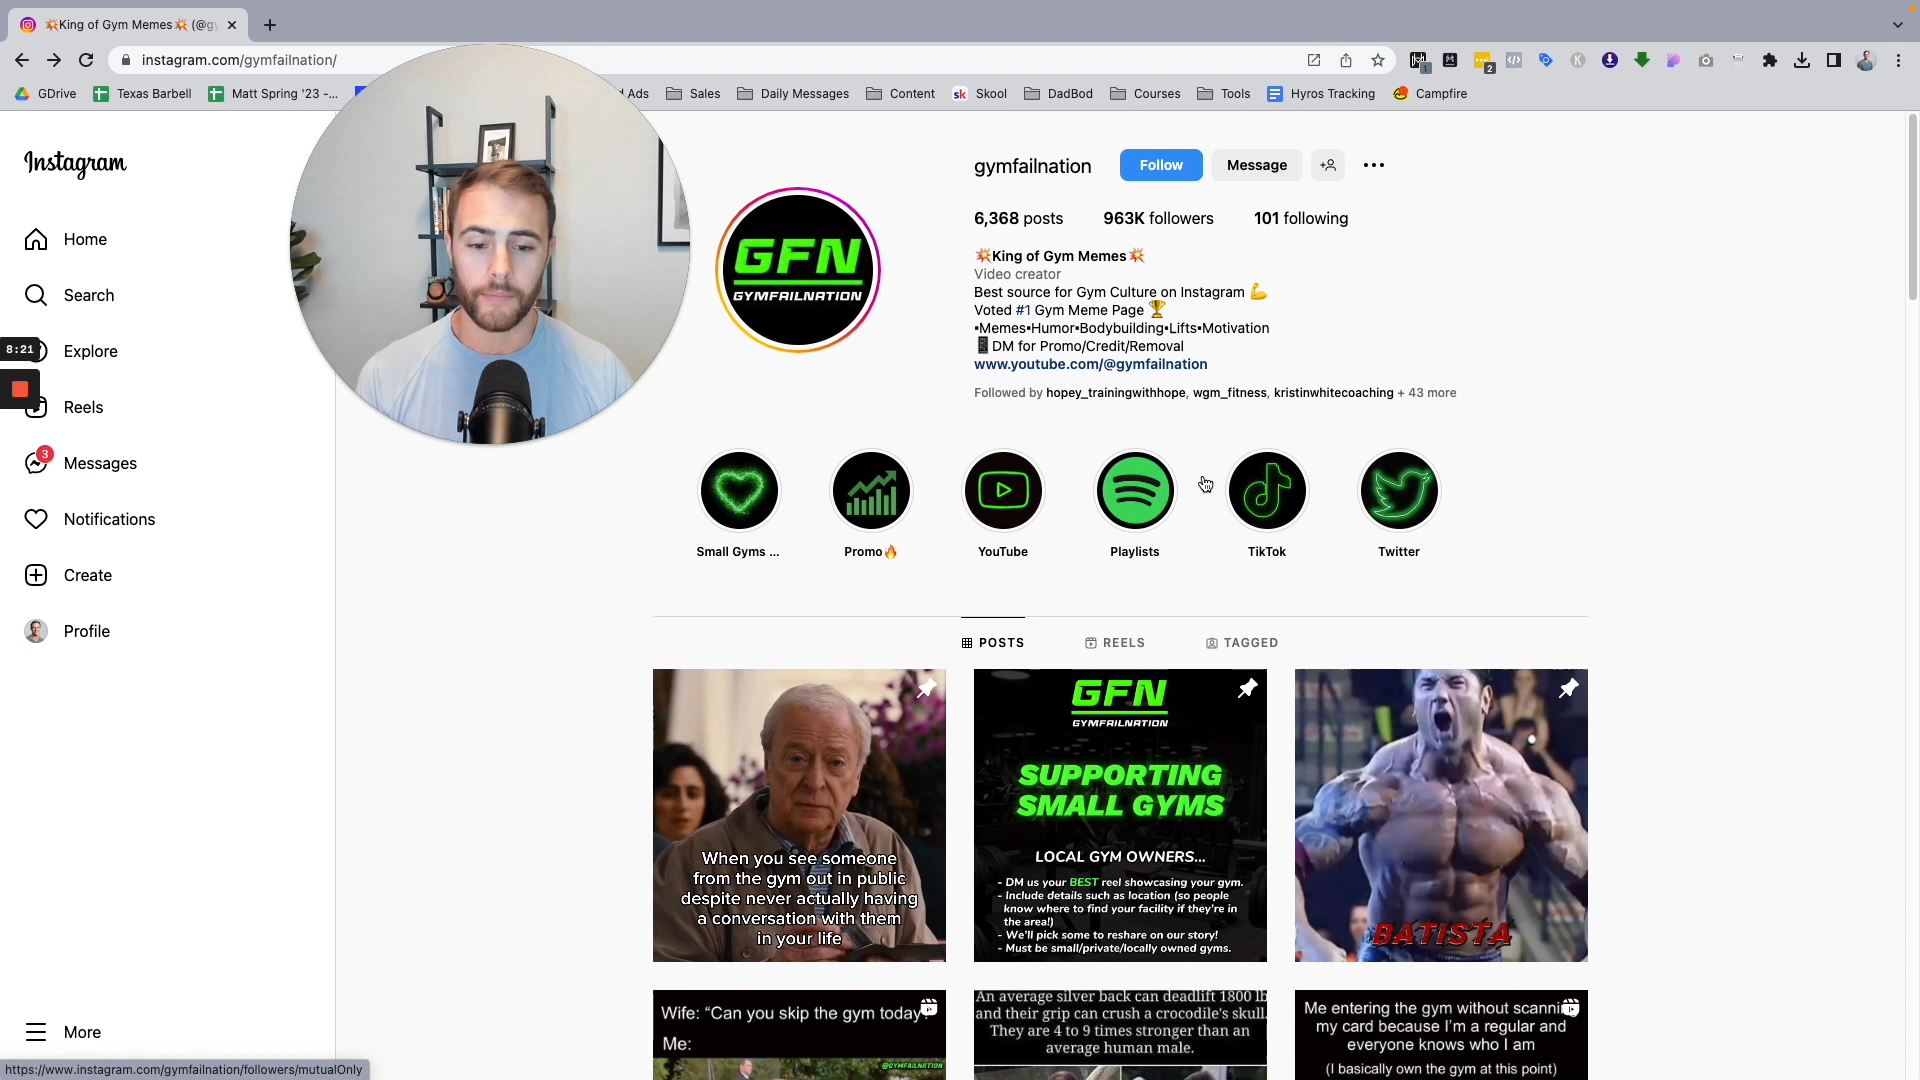 💥King of Gym Memes💥 (@gy
instagram.com/gymfailnation/
1
2
GDrive
Texas Barbell
Matt Spring '23 -...
d Ads
Sales
Daily Messages
Content
sk Skool
DadBod
Courses
Tools
Hyros Tracking
Campfire
Instagram
Home
Search
8:21
Explore
Reels
3
Messages
Notifications
Create
Profile
More
GFN
GYMFAILNATION
gymfailnation
Follow
Message
6,368 posts
963K followers
101 following
💥King of Gym Memes💥
Video creator
Best source for Gym Culture on Instagram 💪
Voted #1 Gym Meme Page 🏆
▪Memes▪Humor▪Bodybuilding▪Lifts▪Motivation
📱DM for Promo/Credit/Removal
www.youtube.com/@gymfailnation
Followed by hopey_trainingwithhope, wgm_fitness, kristinwhitecoaching + 43 more
Small Gyms ...
Promo🔥
YouTube
Playlists
TikTok
Twitter
POSTS
REELS
TAGGED
When you see someone
from the gym out in public
despite never actually having
a conversation with them
in your life
GFN
GYMFAILNATION
SUPPORTING
SMALL GYMS
LOCAL GYM OWNERS...
- DM us your BEST reel showcasing your gym.
- Include details such as location (so people
know where to find your facility if they're in
the area!)
- We'll pick some to reshare on our story!
- Must be small/private/locally owned gyms.
BATISTA
Wife: “Can you skip the gym today?
Me:
@GYMFAILNATION
An average silver back can deadlift 1800 lb
and their grip can crush a crocodile's skull.
They are 4 to 9 times stronger than an
average human male.
Me entering the gym without scanni
my card because I'm a regular and
everyone knows who I am
(I basically own the gym at this point)
https://www.instagram.com/gymfailnation/followers/mutualOnly